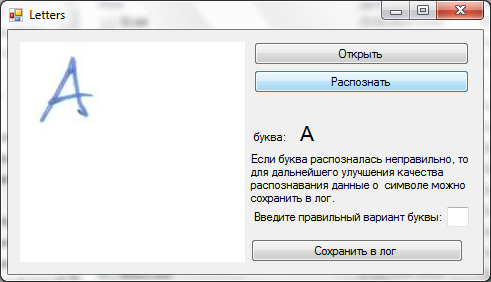 Letters
А
Открыть
Распознать
буква: А
Если буква распозналась неправильно, то
для дальнейшего улучшения качества
распознавания данные о символе можно
сохранить в лог.
Введите правильный вариант буквы:
Сохранить в лог